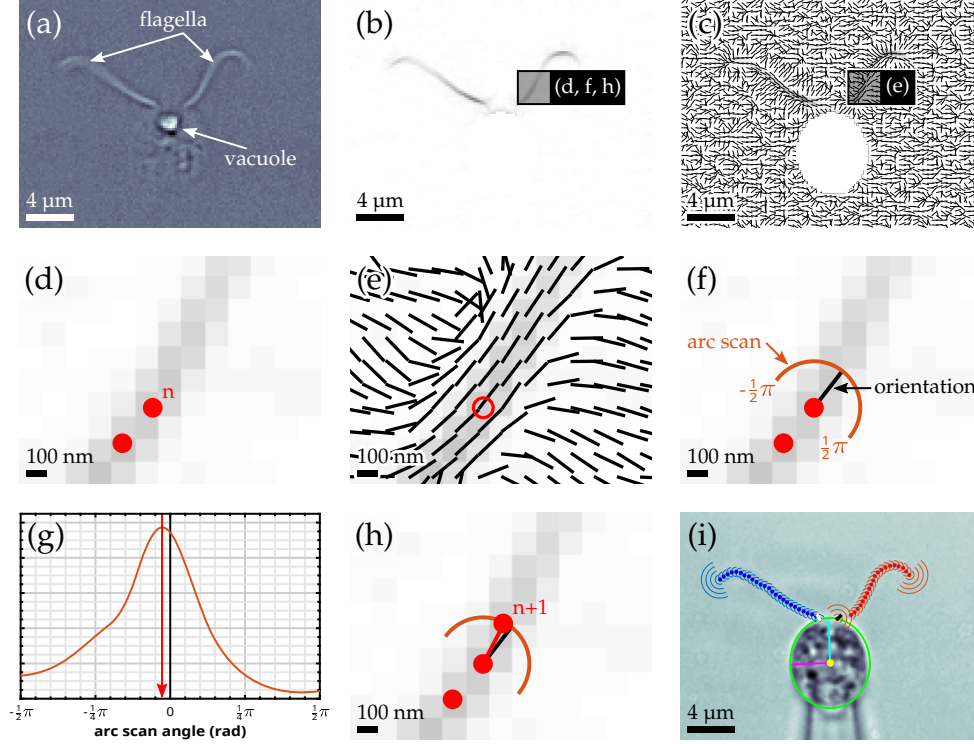 (a)
flagella
vacuole
4 µm
(b)
(d, f, h)
4 µm
(c)
(e)
4 µm
(d)
n
100 nm
(e)
100 nm
(f)
arc scan
-½π
orientation
½π
100 nm
(g)
-½π -¼π 0 ¼π ½π
arc scan angle (rad)
(h)
n+1
100 nm
(i)
4 µm